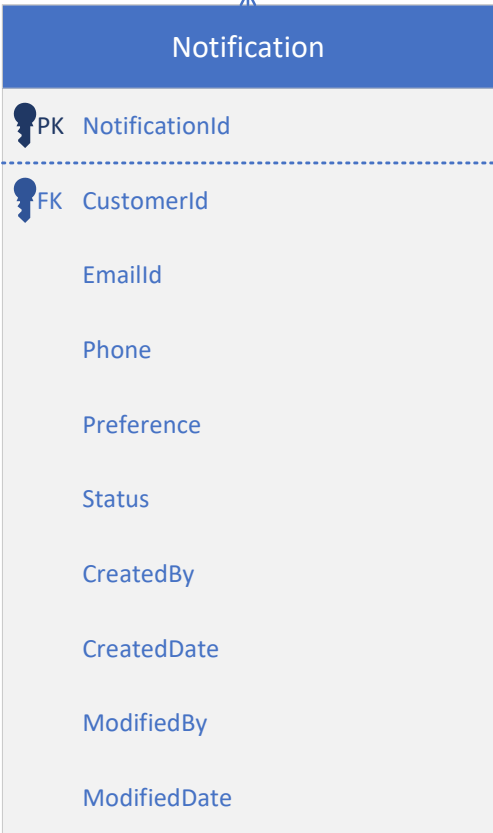 Notification
PK NotificationId
FK CustomerId
EmailId
Phone
Preference
Status
CreatedBy
CreatedDate
ModifiedBy
ModifiedDate